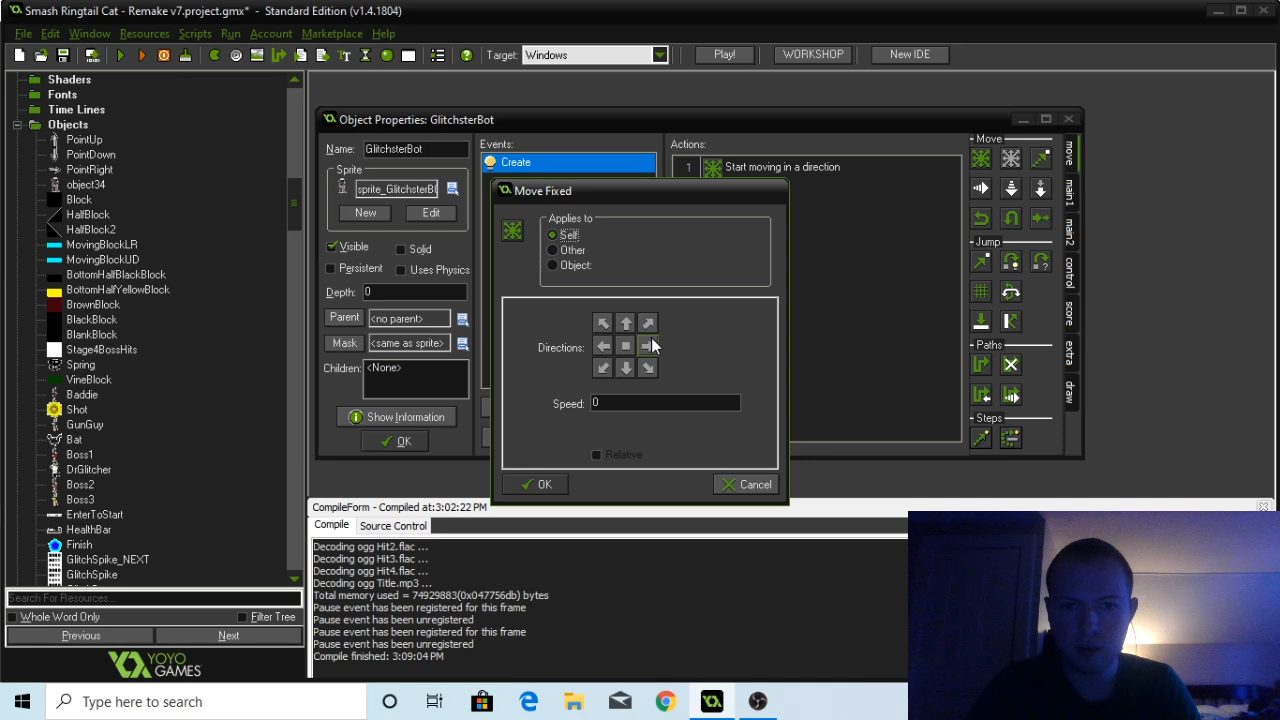 Smash Ringtail Cat - Remake v7.project.gmx* - Standard Edition (v1.4.1804)
File Edit Window Resources Scripts Run Account Marketplace Help
Target: Windows Play! WORKSHOP New IDE
Shaders
Fonts
Time Lines
Objects
PointUp
PointDown
PointRight
object34
Block
HalfBlock
HalfBlock2
MovingBlockLR
MovingBlockUD
BottomHalfBlackBlock
BottomHalfYellowBlock
BrownBlock
BlackBlock
BlankBlock
Stage4BossHits
Spring
VineBlock
Baddie
Shot
GunGuy
Bat
Boss1
DrGlitcher
Boss2
Boss3
EnterToStart
HealthBar
Finish
GlitchSpike_NEXT
GlitchSpike
Search For Resources...
Whole Word Only Filter Tree
Previous Next
YOYO
GAMES
Object Properties: GlitchsterBot
Name: GlitchsterBot
Sprite
sprite_GlitchsterB
New Edit
Visible Solid
Persistent Uses Physics
Depth: 0
Parent <no parent>
Mask <same as sprite>
Children: <None>
Show Information
OK
Events:
Create
Actions:
1 Start moving in a direction
Move
Jump
Paths
Steps
move
main1
main2
control
score
extra
draw
Move Fixed
Applies to
Self
Other
Object:
Directions:
Speed: 0
Relative
OK Cancel
CompileForm - Compiled at:3:02:22 PM
Compile Source Control
Decoding ogg Hit2.flac ...
Decoding ogg Hit3.flac ...
Decoding ogg Hit4.flac ...
Decoding ogg Title.mp3 ...
Total memory used = 74929883(0x047756db) bytes
Pause event has been registered for this frame
Pause event has been unregistered
Pause event has been registered for this frame
Pause event has been unregistered
Compile finished: 3:09:04 PM
Type here to search